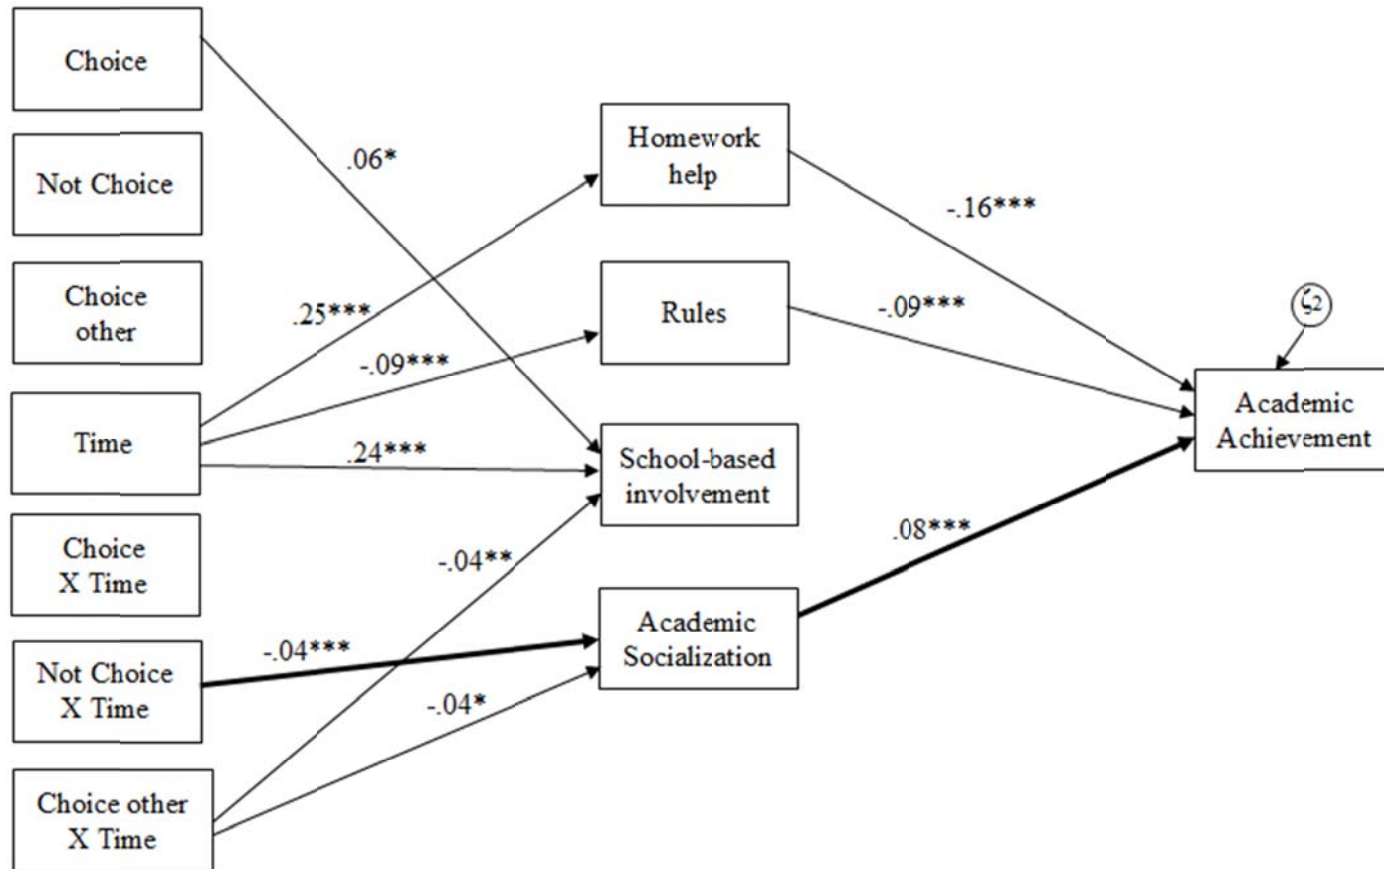 Choice
Not Choice
Choice
other
Time
Choice
X Time
Not Choice
X Time
Choice other
X Time
.06*
.25***
-.09***
.24***
-.04**
-.04***
-.04*
Homework
help
Rules
School-based
involvement
Academic
Socialization
-.16***
-.09***
.08***
ζ2
Academic
Achievement